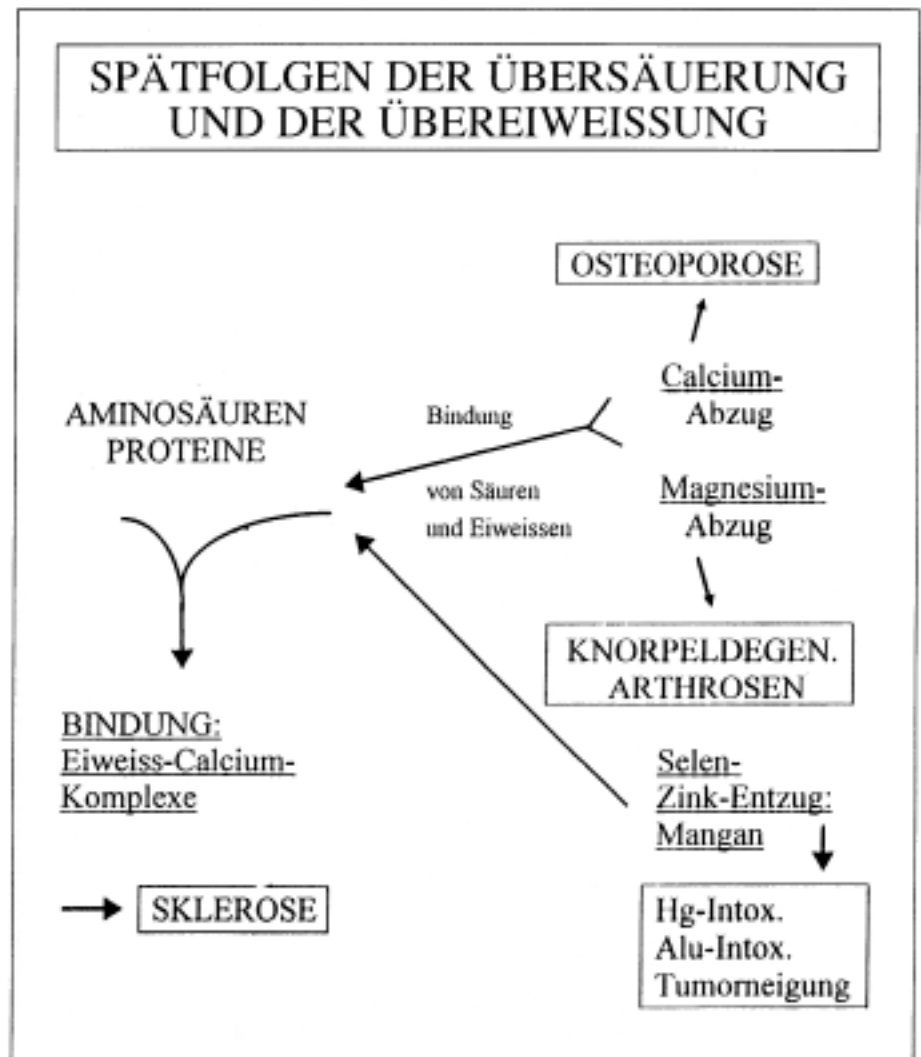 SPÄTFOLGEN DER ÜBERSÄUERUNG
UND DER ÜBEREIWEISSUNG
OSTEOPOROSE
Calcium-
Abzug
AMINOSÄUREN
PROTEINE
Bindung
von Säuren
und Eiweissen
Magnesium-
Abzug
KNORPELDEGEN.
ARTHROSEN
BINDUNG:
Eiweiss-Calcium-
Komplexe
Selen-
Zink-Entzug:
Mangan
SKLEROSE
Hg-Intox.
Alu-Intox.
Tumorneigung